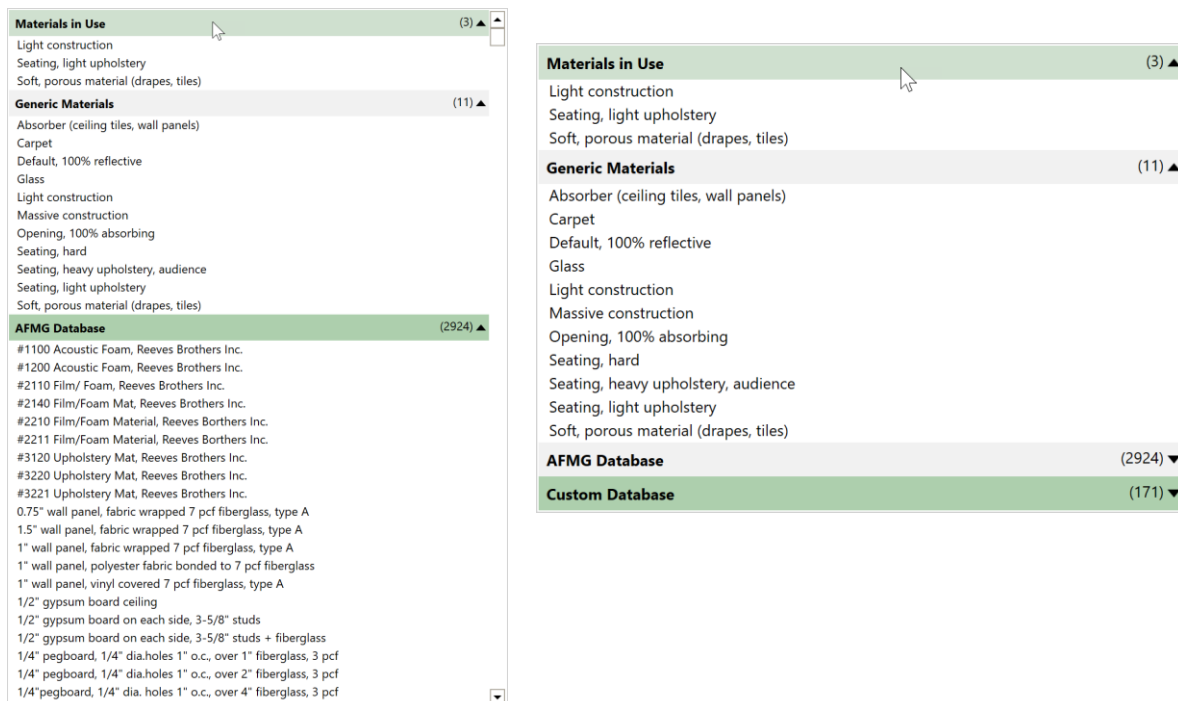 Materials in Use (3)
Light construction
Seating, light upholstery
Soft, porous material (drapes, tiles)
Generic Materials (11)
Absorber (ceiling tiles, wall panels)
Carpet
Default, 100% reflective
Glass
Light construction
Massive construction
Opening, 100% absorbing
Seating, hard
Seating, heavy upholstery, audience
Seating, light upholstery
Soft, porous material (drapes, tiles)
AFMG Database (2924)
#1100 Acoustic Foam, Reeves Brothers Inc.
#1200 Acoustic Foam, Reeves Brothers Inc.
#2110 Film/ Foam, Reeves Brothers Inc.
#2140 Film/Foam Mat, Reeves Brothers Inc.
#2210 Film/Foam Material, Reeves Borthers Inc.
#2211 Film/Foam Material, Reeves Borthers Inc.
#3120 Upholstery Mat, Reeves Brothers Inc.
#3220 Upholstery Mat, Reeves Brothers Inc.
#3221 Upholstery Mat, Reeves Brothers Inc.
0.75" wall panel, fabric wrapped 7 pcf fiberglass, type A
1.5" wall panel, fabric wrapped 7 pcf fiberglass, type A
1" wall panel, fabric wrapped 7 pcf fiberglass, type A
1" wall panel, polyester fabric bonded to 7 pcf fiberglass
1" wall panel, vinyl covered 7 pcf fiberglass, type A
1/2" gypsum board ceiling
1/2" gypsum board on each side, 3-5/8" studs
1/2" gypsum board on each side, 3-5/8" studs + fiberglass
1/4" pegboard, 1/4" dia.holes 1" o.c., over 1" fiberglass, 3 pcf
1/4" pegboard, 1/4" dia.holes 1" o.c., over 2" fiberglass, 3 pcf
1/4"pegboard, 1/4" dia. holes 1" o.c., over 4" fiberglass, 3 pcf
Materials in Use (3)
Light construction
Seating, light upholstery
Soft, porous material (drapes, tiles)
Generic Materials (11)
Absorber (ceiling tiles, wall panels)
Carpet
Default, 100% reflective
Glass
Light construction
Massive construction
Opening, 100% absorbing
Seating, hard
Seating, heavy upholstery, audience
Seating, light upholstery
Soft, porous material (drapes, tiles)
AFMG Database (2924)
Custom Database (171)